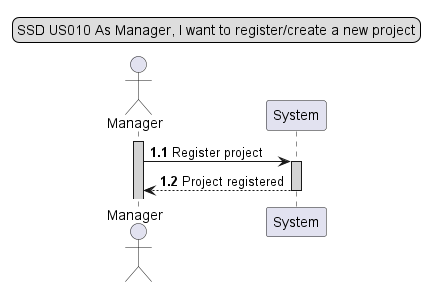 SSD US010 As Manager, I want to register/create a new project
Manager
System
1.1 Register project
1.2 Project registered
Manager
System